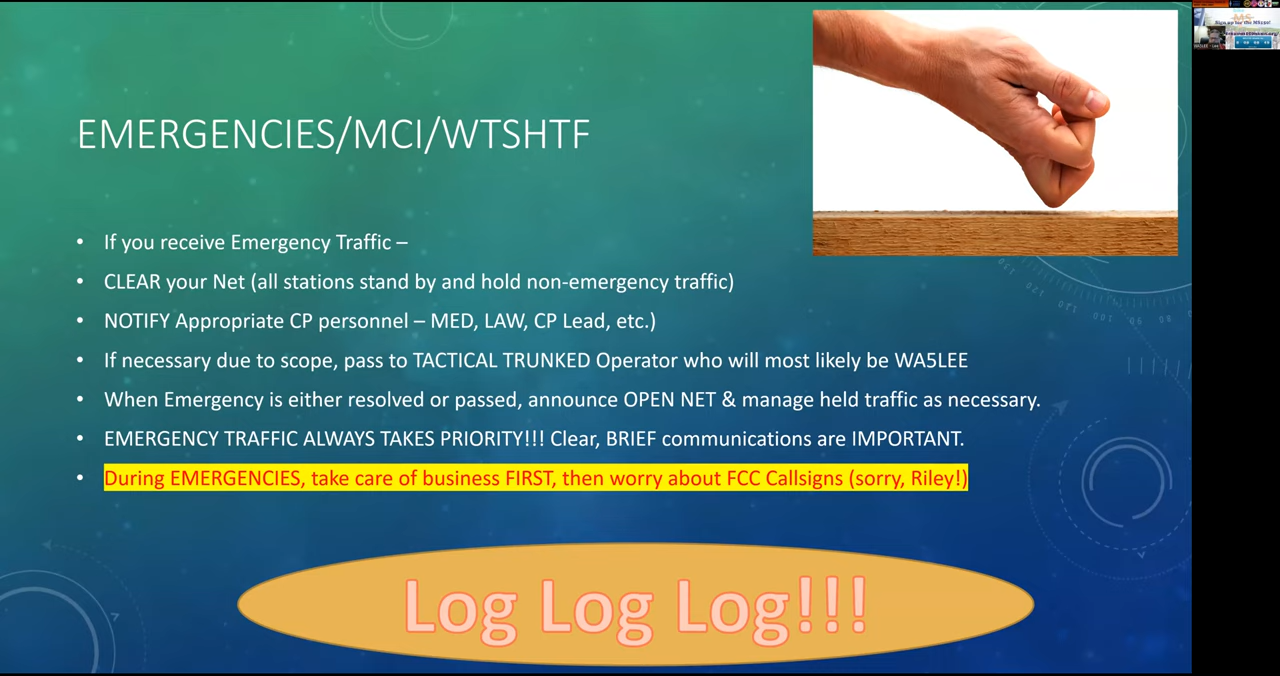 EMERGENCIES/MCI/WTSHTF
• If you receive Emergency Traffic –
• CLEAR your Net (all stations stand by and hold non-emergency traffic)
• NOTIFY Appropriate CP personnel – MED, LAW, CP Lead, etc.)
• If necessary due to scope, pass to TACTICAL TRUNKED Operator who will most likely be WA5LEE
• When Emergency is either resolved or passed, announce OPEN NET & manage held traffic as necessary.
• EMERGENCY TRAFFIC ALWAYS TAKES PRIORITY!!! Clear, BRIEF communications are IMPORTANT.
• During EMERGENCIES, take care of business FIRST, then worry about FCC Callsigns (sorry, Riley!)
Log Log Log!!!
120
100
90